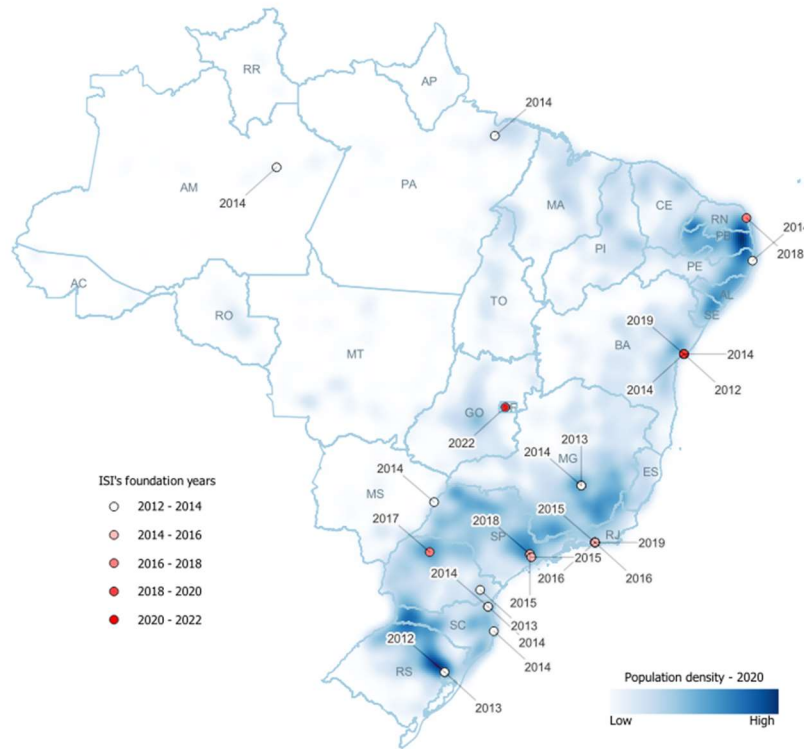 RR
AP
2014
AM
PA
2014
MA
CE
RN
PB
201
2018
PI
PE
AC
AL
RO
TO
SE
2019
BA
2014
MT
2014
2012
GO
DF
2022
2013
2014
MG
ES
ISI's foundation years
2014
MS
2012 - 2014
2015
2017
2018
SP
RJ
2019
2014 - 2016
2015
2016 - 2018
2014
2016
2016
2018 - 2020
2015
2013
2020 - 2022
SC
2014
2012
2014
RS
Population density - 2020
2013
Low
High